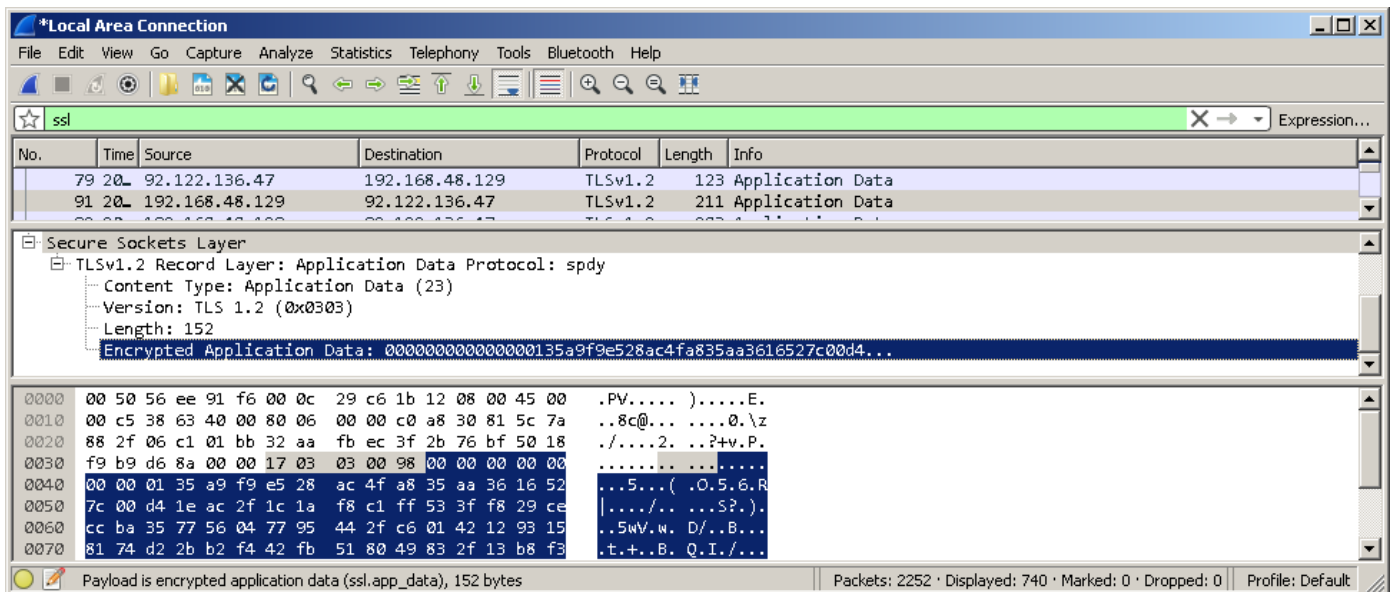 *Local Area Connection
File Edit View Go Capture Analyze Statistics Telephony Tools Bluetooth Help
ssl Expression...
No. Time Source Destination Protocol Length Info
79 20… 92.122.136.47 192.168.48.129 TLSv1.2 123 Application Data
91 20… 192.168.48.129 92.122.136.47 TLSv1.2 211 Application Data
Secure Sockets Layer
TLSv1.2 Record Layer: Application Data Protocol: spdy
Content Type: Application Data (23)
Version: TLS 1.2 (0x0303)
Length: 152
Encrypted Application Data: 000000000000000135a9f9e528ac4fa835aa3616527c00d4...
0000 00 50 56 ee 91 f6 00 0c 29 c6 1b 12 08 00 45 00 .PV..... ).....E.
0010 00 c5 38 63 40 00 80 06 00 00 c0 a8 30 81 5c 7a ..8c@... ....0.\z
0020 88 2f 06 c1 01 bb 32 aa fb ec 3f 2b 76 bf 50 18 ./....2. ..?+v.P.
0030 f9 b9 d6 8a 00 00 17 03 03 00 98 00 00 00 00 00 ........ ........
0040 00 00 01 35 a9 f9 e5 28 ac 4f a8 35 aa 36 16 52 ...5...( .O.5.6.R
0050 7c 00 d4 1e ac 2f 1c 1a f8 c1 ff 53 3f f8 29 ce |..../.. ...S?.).
0060 cc ba 35 77 56 04 77 95 44 2f c6 01 42 12 93 15 ..5wV.w. D/..B...
0070 81 74 d2 2b b2 f4 42 fb 51 80 49 83 2f 13 b8 f3 .t.+..B. Q.I./...
Payload is encrypted application data (ssl.app_data), 152 bytes Packets: 2252 · Displayed: 740 · Marked: 0 · Dropped: 0 Profile: Default